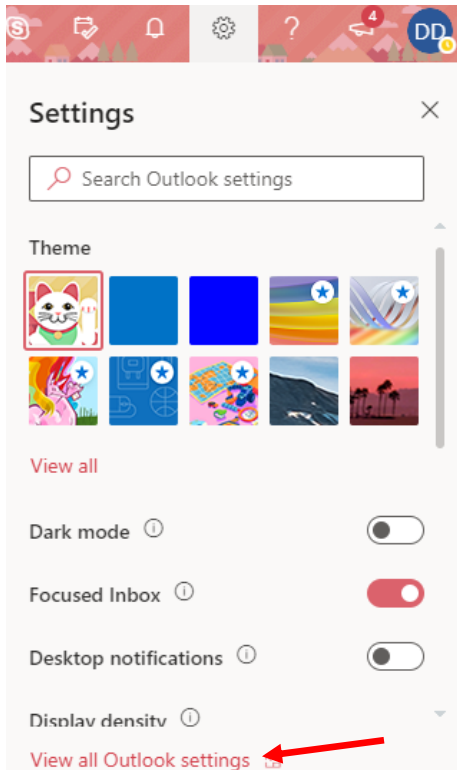 S
?
4
DD
Settings
Search Outlook settings
Theme
View all
Dark mode
Focused Inbox
Desktop notifications
Display density
View all Outlook settings